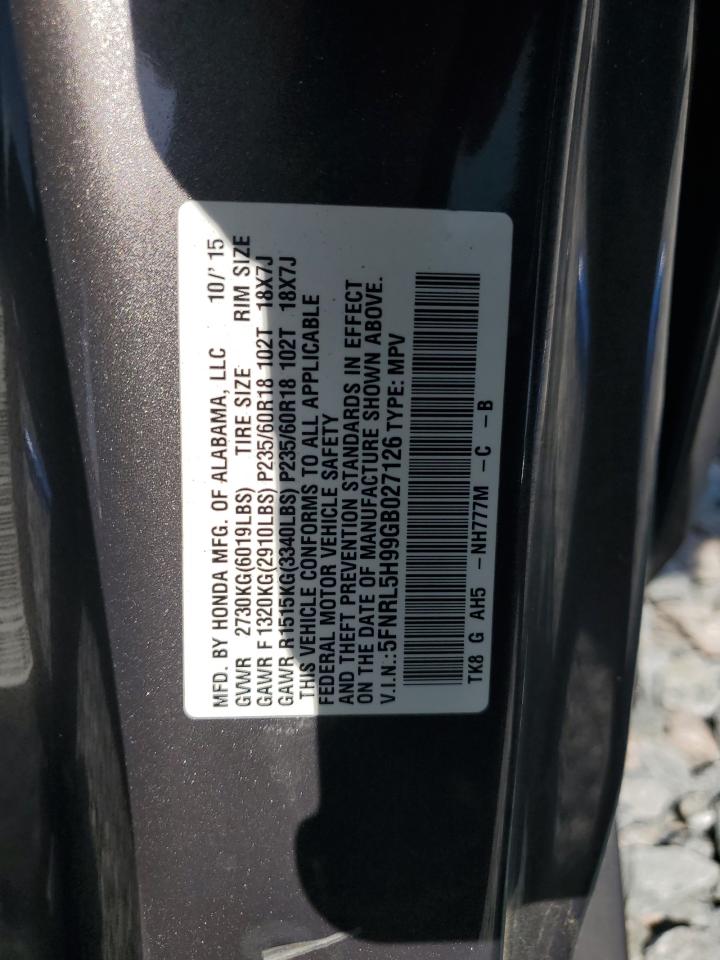 MFD. BY HONDA MFG. OF ALABAMA, LLC 10/'15
GVWR 2730KG(6019LBS) TIRE SIZE RIM SIZE
GAWR F 1320KG(2910LBS) P235/60R18 102T 18X7J
GAWR R1515KG(3340LBS) P235/60R18 102T 18X7J
THIS VEHICLE CONFORMS TO ALL APPLICABLE
FEDERAL MOTOR VEHICLE SAFETY
AND THEFT PREVENTION STANDARDS IN EFFECT
ON THE DATE OF MANUFACTURE SHOWN ABOVE.
V.I.N.:5FNRL5H99GB027126 TYPE: MPV
TK8 G AH5 -NH777M -C -B